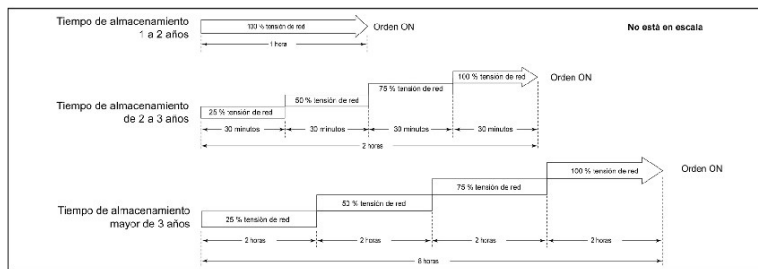 Tiempo de almacenamiento
1 a 2 años
100 % tensión de red
Orden ON
No está en escala
1 hora
Tiempo de almacenamiento
de 2 a 3 años
25 % tensión de red
50 % tensión de red
75 % tensión de red
100 % tensión de red
Orden ON
30 minutos
30 minutos
30 minutos
30 minutos
2 horas
Tiempo de almacenamiento
mayor de 3 años
25 % tensión de red
50 % tensión de red
75 % tensión de red
100 % tensión de red
Orden ON
2 horas
2 horas
2 horas
2 horas
8 horas